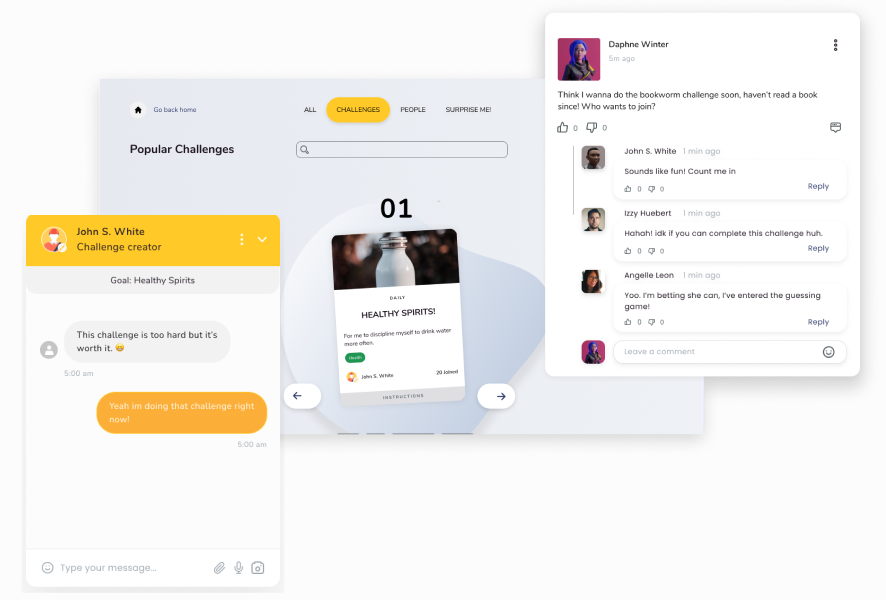 Daphne Winter
5m ago
Think I wanna do the bookworm challenge soon, haven't read a book
since! Who wants to join?
0 0
John S. White 1 min ago
Sounds like fun! Count me in
0 0 Reply
Izzy Huebert 1 min ago
Hahah! idk if you can complete this challenge huh.
0 0 Reply
Angelle Leon 1 min ago
Yoo. I'm betting she can, I've entered the guessing
game!
0 0 Reply
Leave a comment
Go back home
ALL CHALLENGES PEOPLE SURPRISE ME!
Popular Challenges
01
DAILY
HEALTHY SPIRITS!
For me to discipline myself to drink water
more often.
Health
John S. White 20 Joined
INSTRUCTIONS
John S. White
Challenge creator
Goal: Healthy Spirits
This challenge is too hard but it's
worth it. 😄
5:00 am
Yeah im doing that challenge right
now!
5:00 am
Type your message...